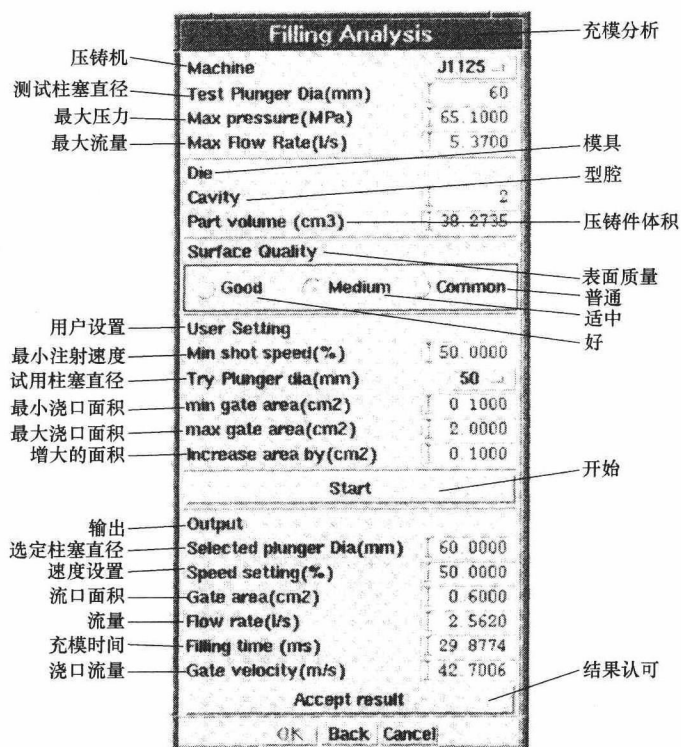 Filling Analysis
充模分析
压铸机
Machine
J1125
测试柱塞直径
Test Plunger Dia(mm)
60
最大压力
Max pressure(MPa)
65.1000
最大流量
Max Flow Rate(l/s)
5.3700
模具
Die
型腔
Cavity
2
Part volume (cm3)
38.2735
压铸件体积
Surface Quality
表面质量
Good
Medium
Common
普通
适中
好
用户设置
User Setting
最小注射速度
Min shot speed(%)
50.0000
试用柱塞直径
Try Plunger dia(mm)
50
最小浇口面积
min gate area(cm2)
0.1000
最大浇口面积
max gate area(cm2)
2.0000
增大的面积
Increase area by(cm2)
0.1000
开始
Start
输出
Output
选定柱塞直径
Selected plunger Dia(mm)
60.0000
速度设置
Speed setting(%)
50.0000
流口面积
Gate area(cm2)
0.6000
流量
Flow rate(l/s)
2.5620
充模时间
Filling time (ms)
29.8774
浇口流量
Gate velocity(m/s)
42.7006
结果认可
Accept result
OK Back Cancel